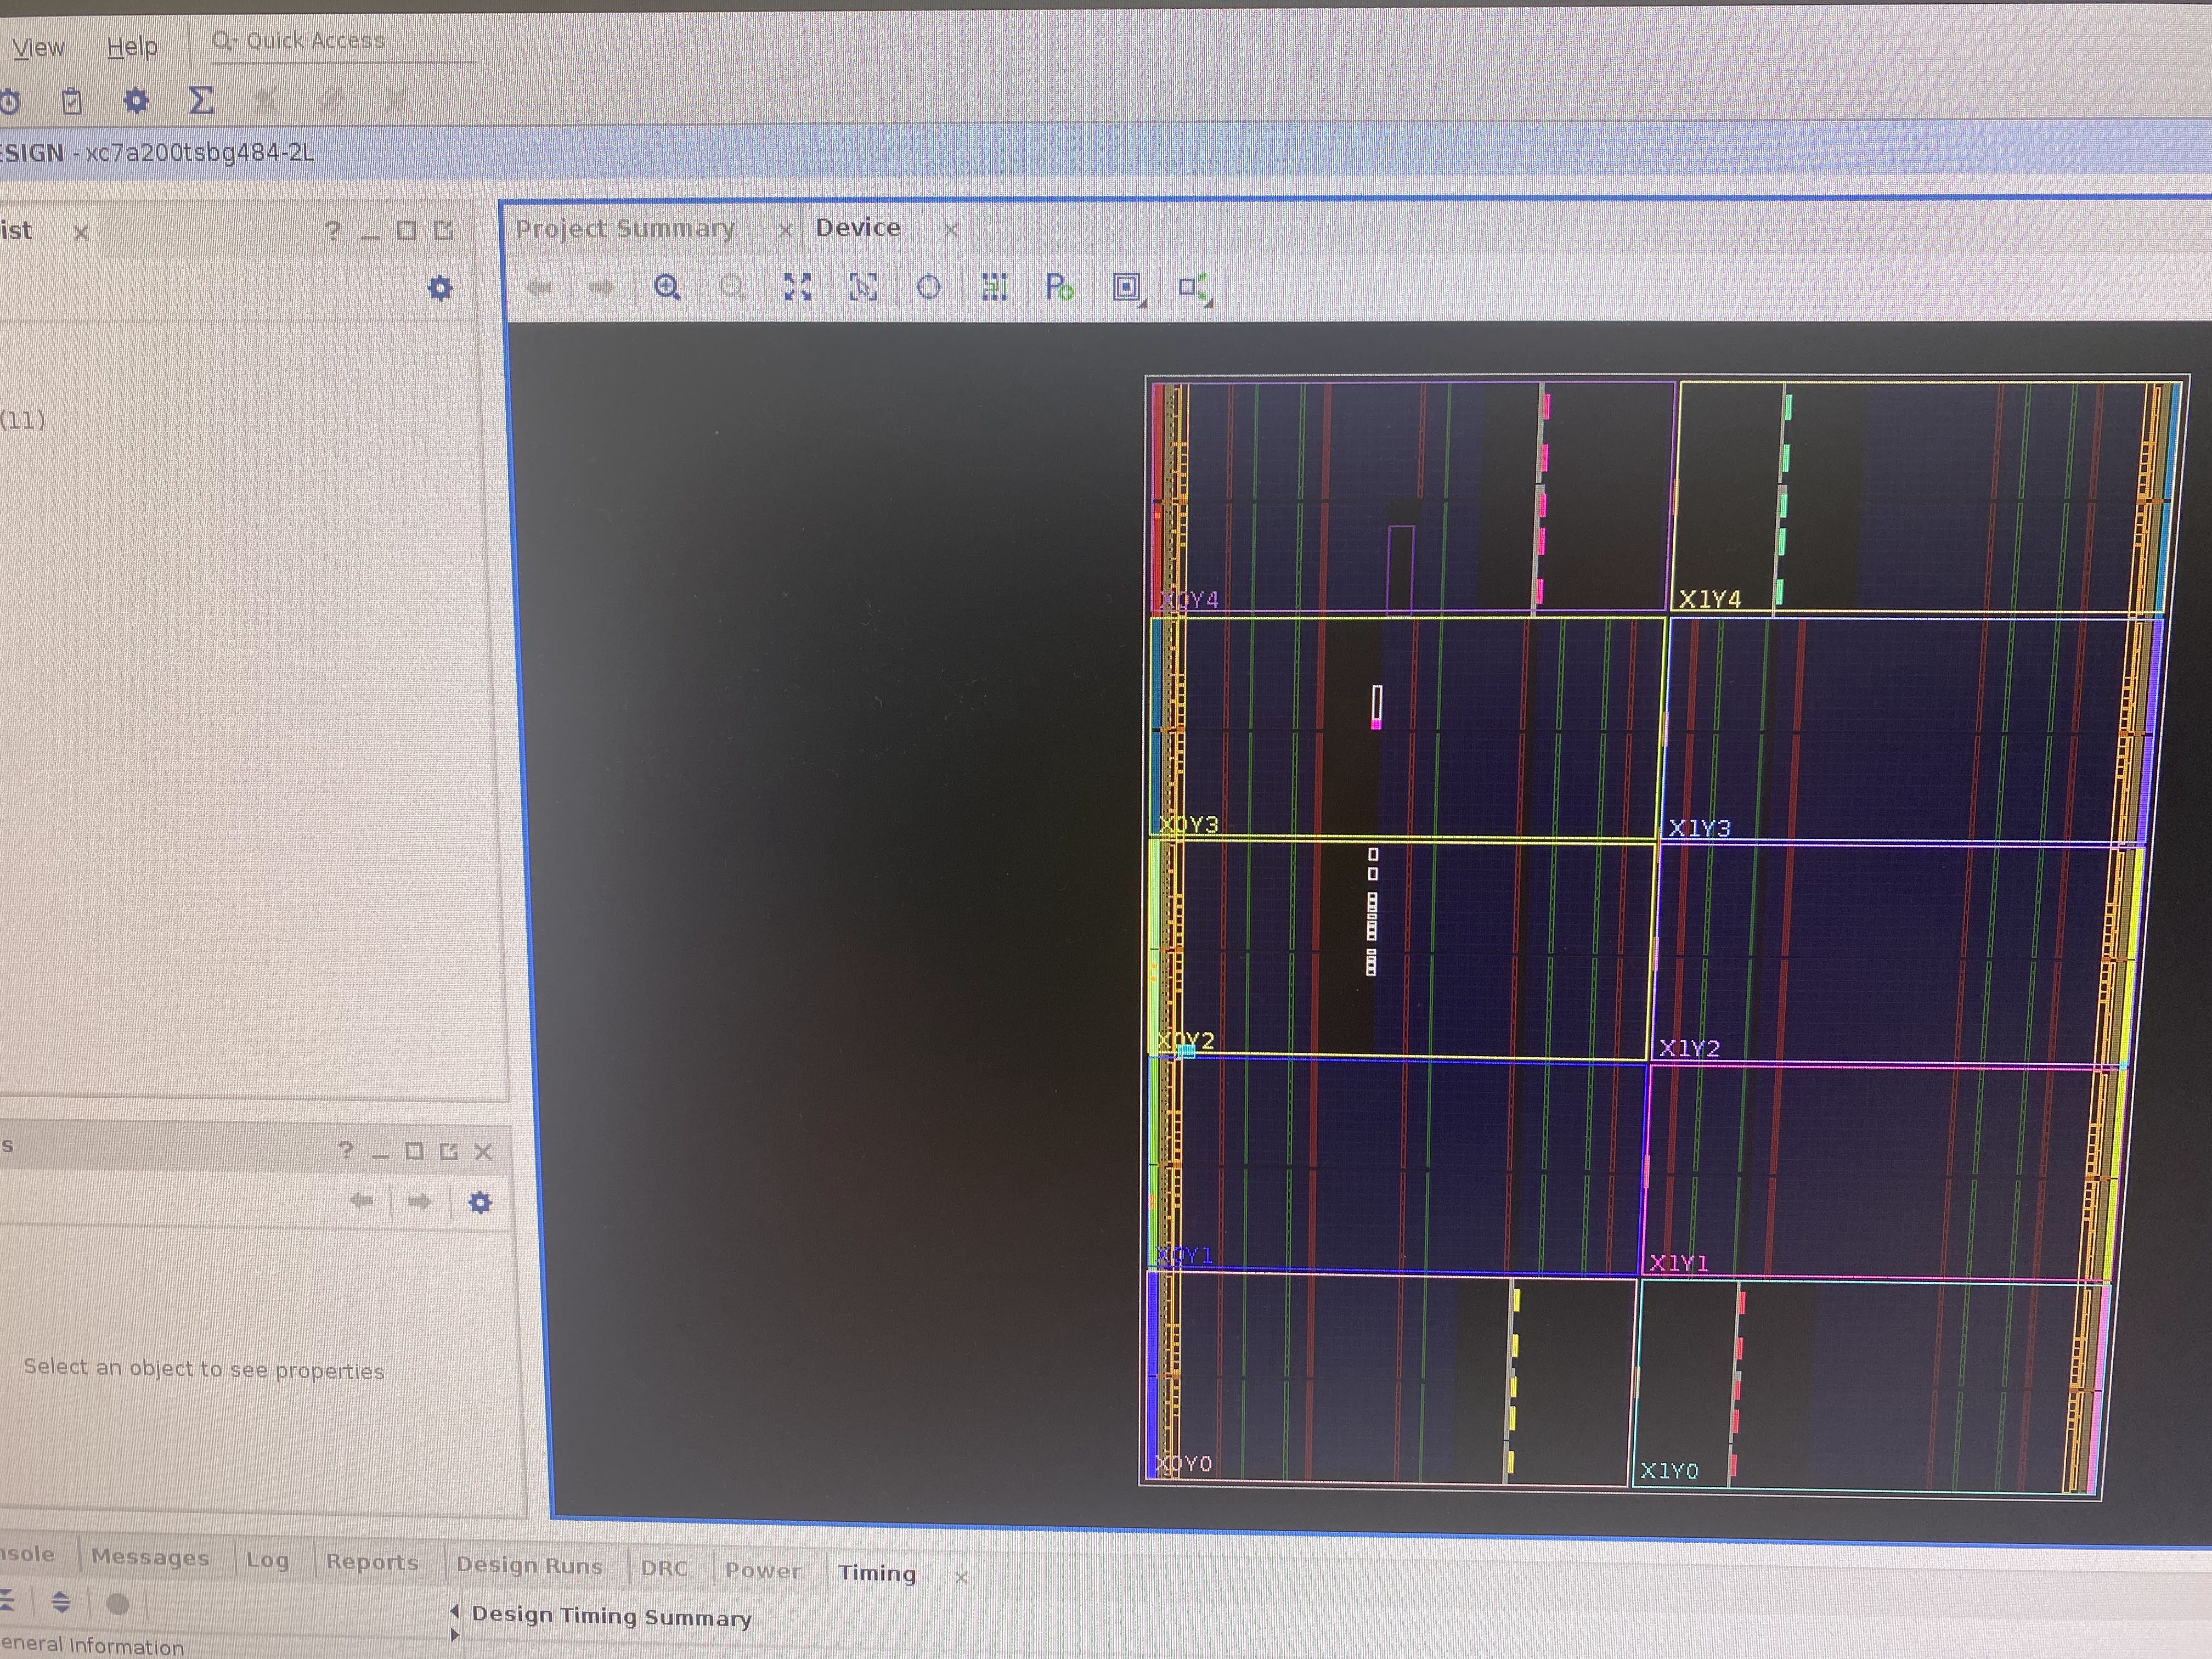 View Help Quick Access
ESIGN - xc7a200tsbg484-2L
ist
Project Summary Device
(11)
X0Y4 X1Y4
X0Y3 X1Y3
X0Y2 X1Y2
X0Y1 X1Y1
X0Y0 X1Y0
s
Select an object to see properties
nsole Messages Log Reports Design Runs DRC Power Timing
Design Timing Summary
eneral Information